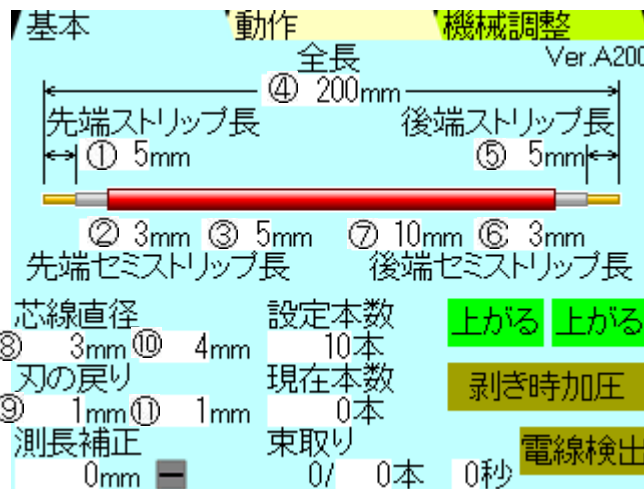 基本 動作 機械調整
全長 Ver.A200
④ 200mm
先端ストリップ長 後端ストリップ長
① 5mm ⑤ 5mm
② 3mm ③ 5mm ⑦ 10mm ⑥ 3mm
先端セミストリップ長 後端セミストリップ長
芯線直径 設定本数 上がる 上がる
⑧ 3mm ⑩ 4mm 10本
刃の戻り 現在本数 剥ぎ時加圧
⑨ 1mm ⑪ 1mm 0本
測長補正 束取り 電線検出
0mm ー 0/ 0本 0秒